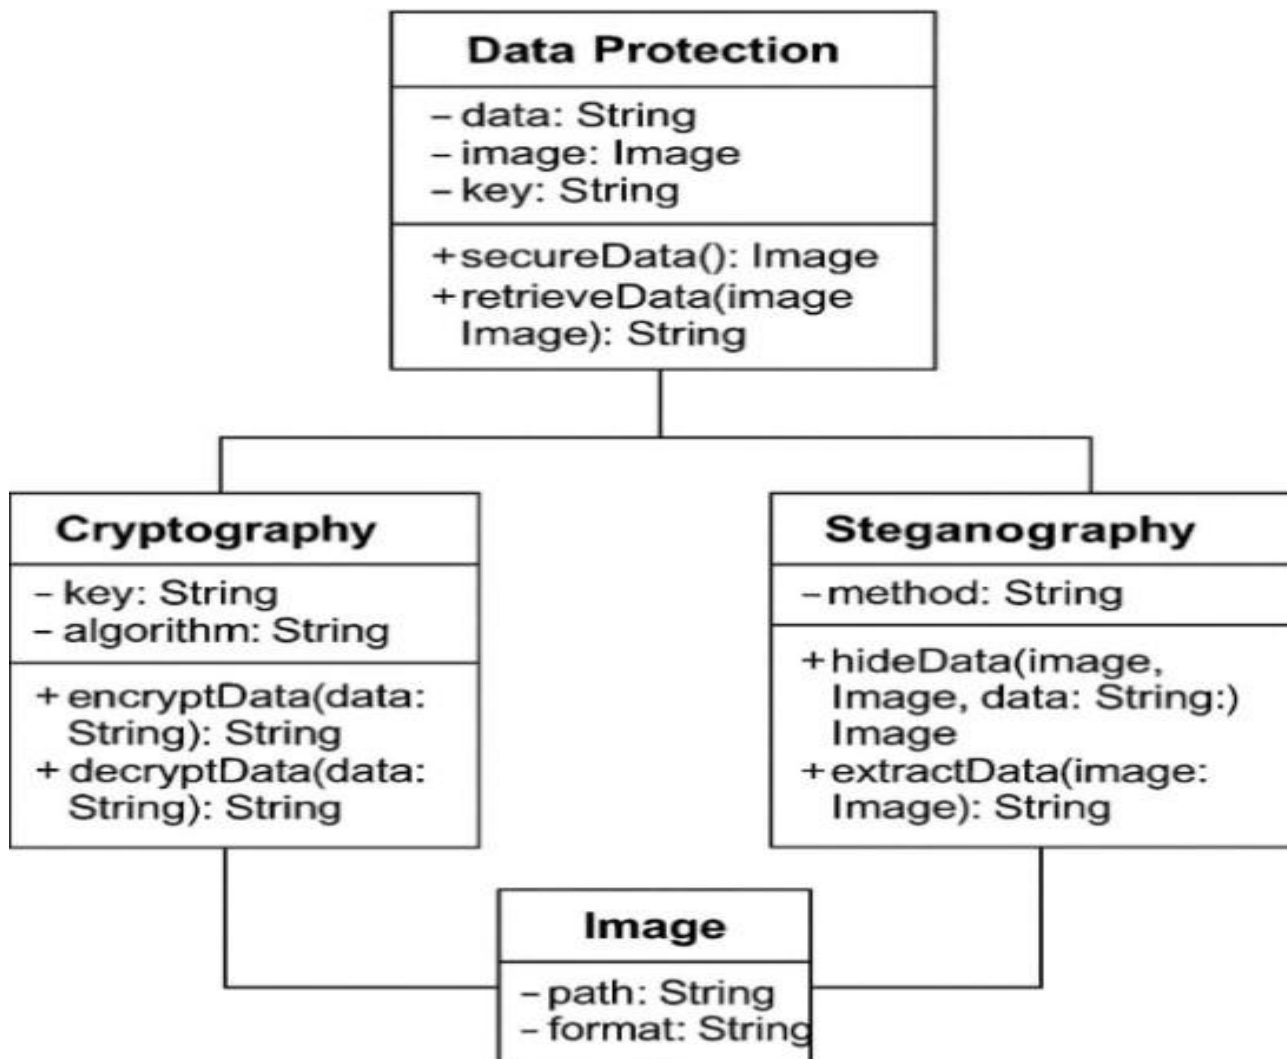 Data Protection
– data: String
– image: Image
– key: String
+ secureData(): Image
+ retrieveData(image
Image): String
Cryptography
– key: String
– algorithm: String
+ encryptData(data:
String): String
+ decryptData(data:
String): String
Steganography
– method: String
+ hideData(image,
Image, data: String:)
Image
+ extractData(image:
Image): String
Image
– path: String
– format: String